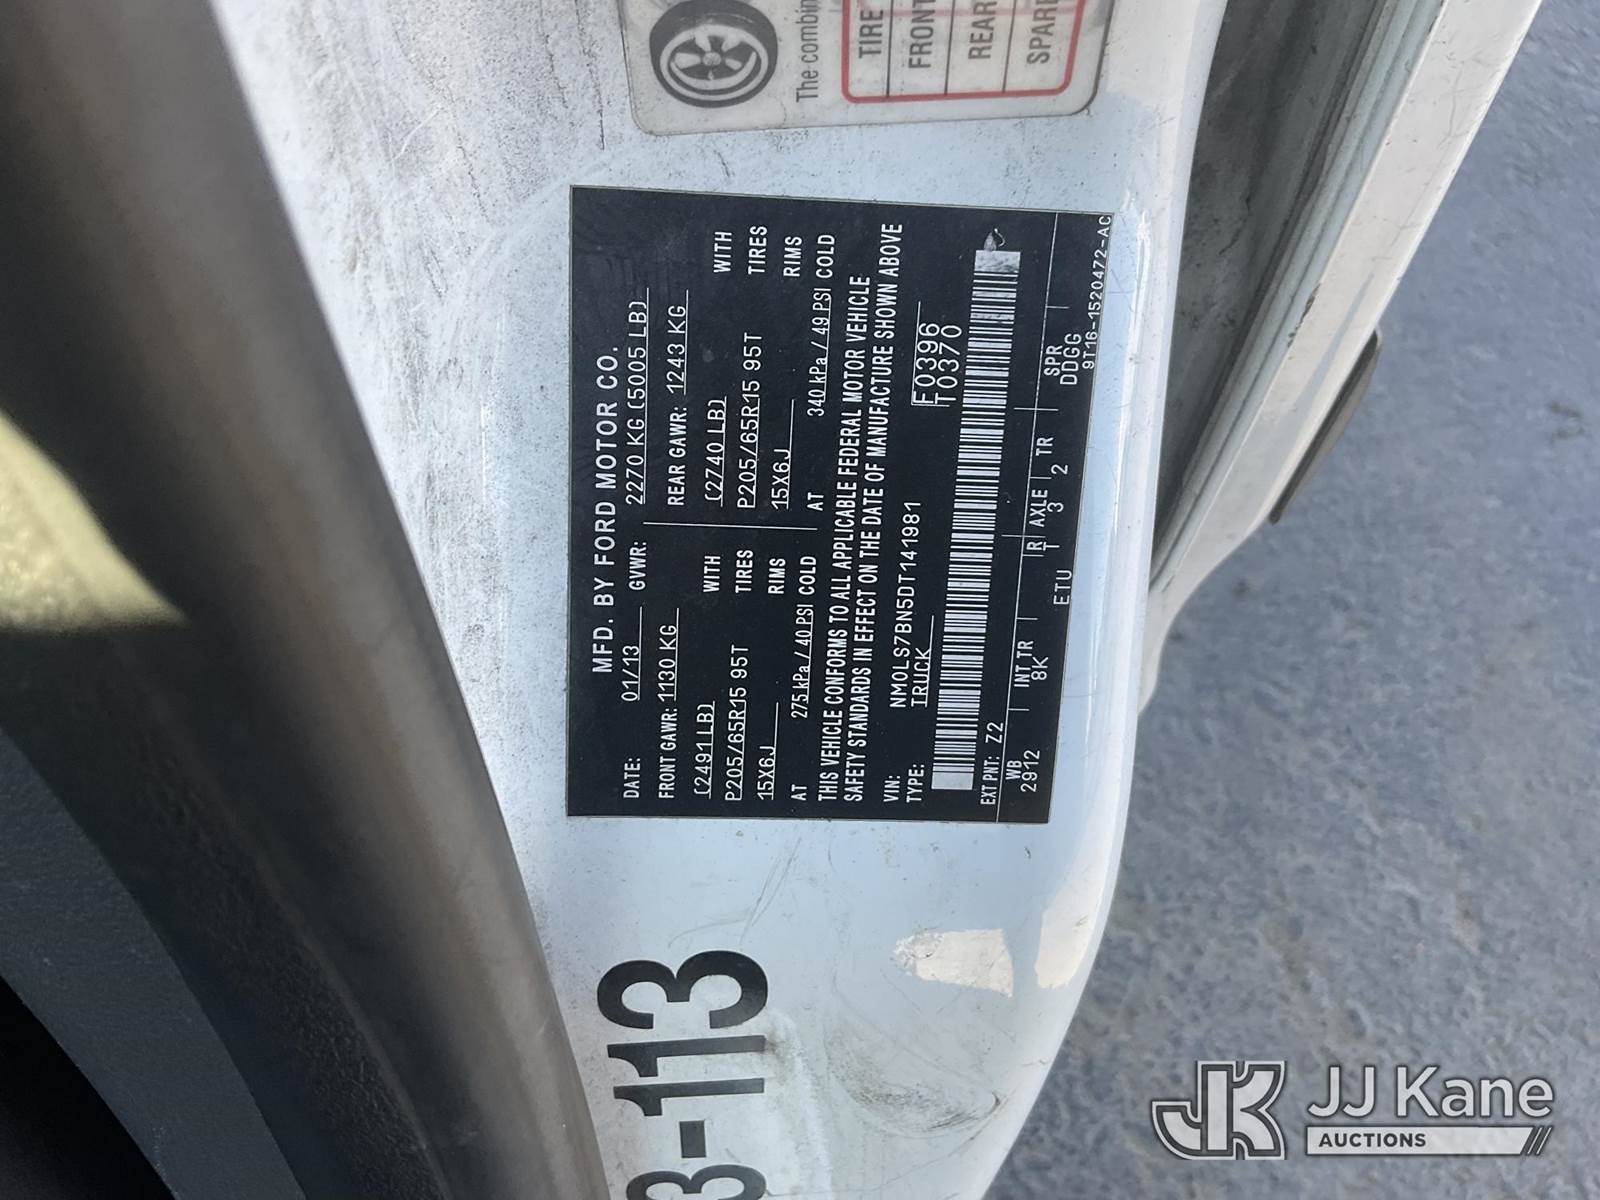 The combin
TIRE
FRONT
REAR
SPARE
MFD. BY FORD MOTOR CO.
DATE: 01/13 GVWR: 2270 KG (5005 LB)
FRONT GAWR: 1130 KG REAR GAWR: 1243 KG
(2491LB) WITH (2740 LB) WITH
P205/65R15 95T TIRES P205/65R15 95T TIRES
15X6J RIMS 15X6J RIMS
AT 275 kPa / 40 PSI COLD AT 340 kPa / 49 PSI COLD
THIS VEHICLE CONFORMS TO ALL APPLICABLE FEDERAL MOTOR VEHICLE
SAFETY STANDARDS IN EFFECT ON THE DATE OF MANUFACTURE SHOWN ABOVE
VIN: NM0LS7BN5DT141981 F0396
TYPE: TRUCK T0370
EXT PNT: Z2
WB INT TR R AXLE TR SPR
2912 8K T 3 2 DDGG
ETU 9T16-1520472-AC
3-113
JK JJ Kane
AUCTIONS